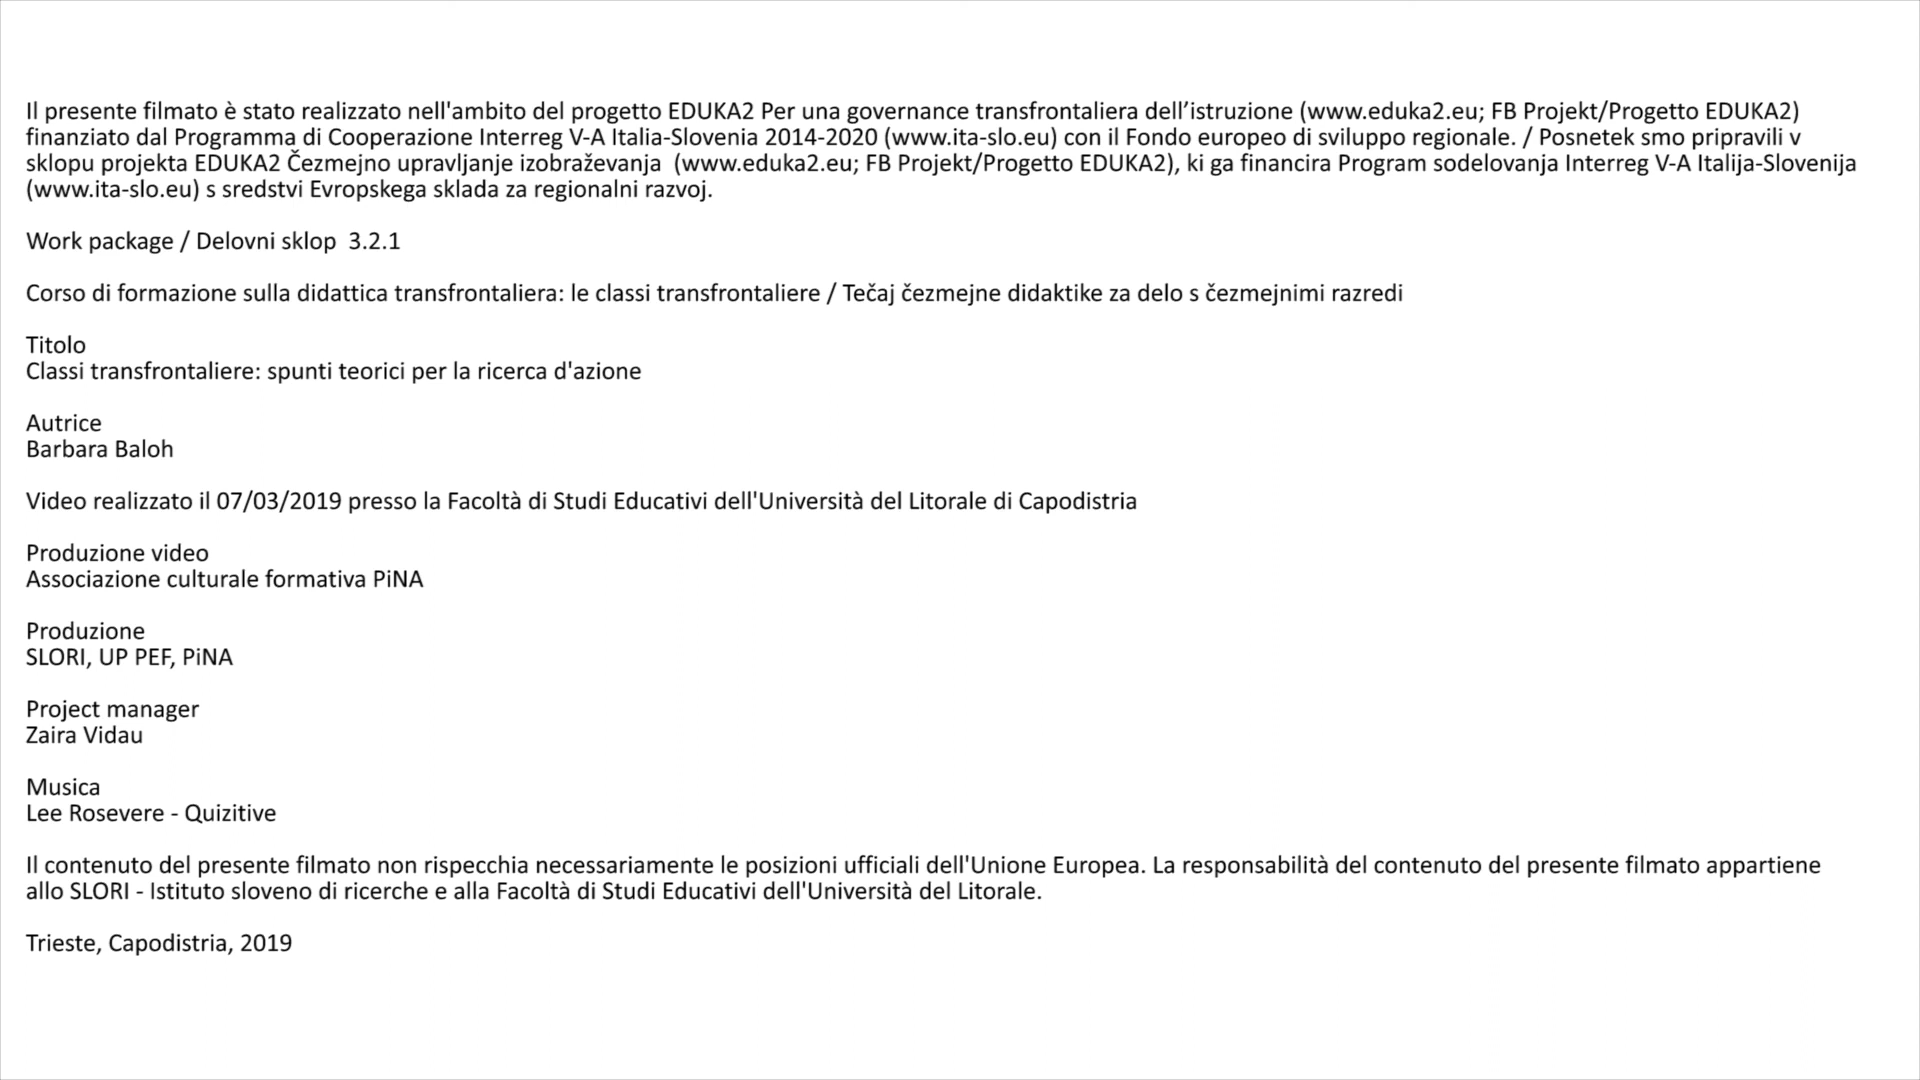 Il presente filmato è stato realizzato nell'ambito del progetto EDUKA2 Per una governance transfrontaliera dell’istruzione (www.eduka2.eu; FB Projekt/Progetto EDUKA2)
finanziato dal Programma di Cooperazione Interreg V-A Italia-Slovenia 2014-2020 (www.ita-slo.eu) con il Fondo europeo di sviluppo regionale. / Posnetek smo pripravili v
sklopu projekta EDUKA2 Čezmejno upravljanje izobraževanja  (www.eduka2.eu; FB Projekt/Progetto EDUKA2), ki ga financira Program sodelovanja Interreg V-A Italija-Slovenija
(www.ita-slo.eu) s sredstvi Evropskega sklada za regionalni razvoj.
Work package / Delovni sklop  3.2.1
Corso di formazione sulla didattica transfrontaliera: le classi transfrontaliere / Tečaj čezmejne didaktike za delo s čezmejnimi razredi
Titolo
Classi transfrontaliere: spunti teorici per la ricerca d'azione
Autrice
Barbara Baloh
Video realizzato il 07/03/2019 presso la Facoltà di Studi Educativi dell'Università del Litorale di Capodistria
Produzione video
Associazione culturale formativa PiNA
Produzione
SLORI, UP PEF, PiNA
Project manager
Zaira Vidau
Musica
Lee Rosevere - Quizitive
Il contenuto del presente filmato non rispecchia necessariamente le posizioni ufficiali dell'Unione Europea. La responsabilità del contenuto del presente filmato appartiene
allo SLORI - Istituto sloveno di ricerche e alla Facoltà di Studi Educativi dell'Università del Litorale.
Trieste, Capodistria, 2019